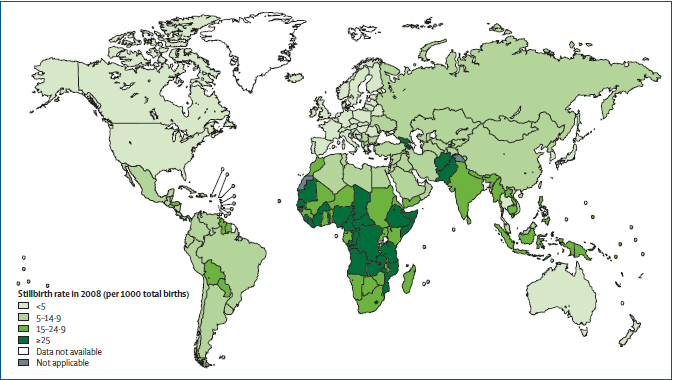 Stillbirth rate in 2008 (per 1000 total births)
<5
5–14·9
15–24·9
≥25
Data not available
Not applicable